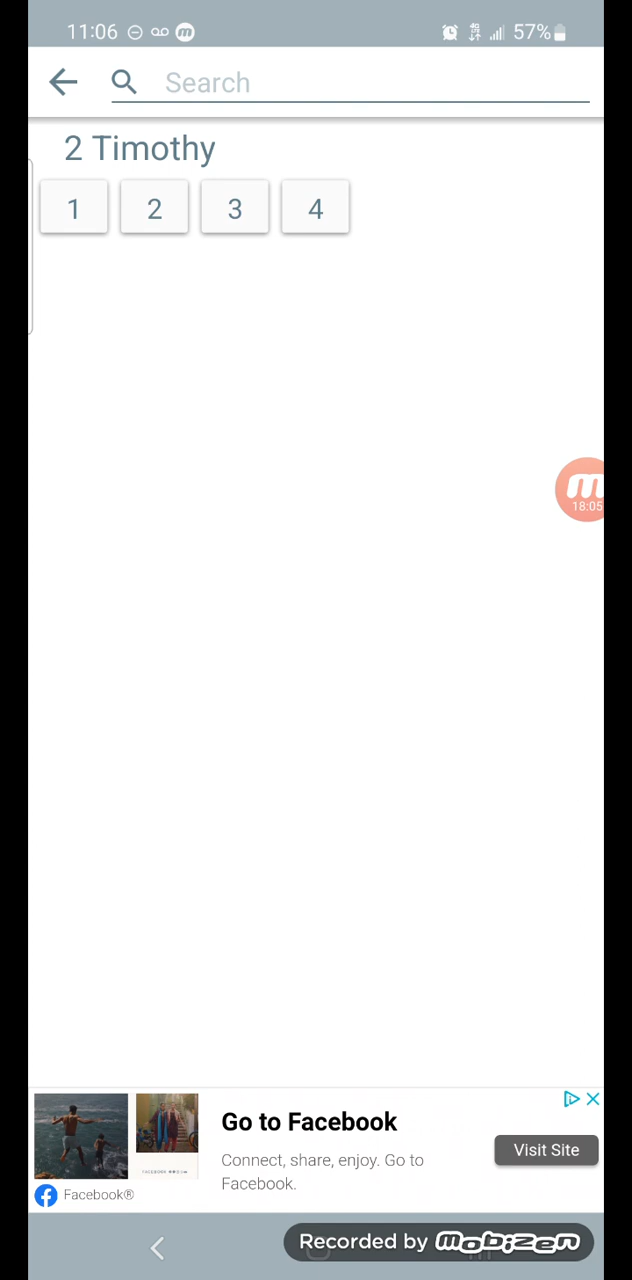 11:06 57%
Search
2 Timothy
1 2 3 4
m
18:05
Go to Facebook
Connect, share, enjoy. Go to
Facebook.
Visit Site
Facebook®
Recorded by mobizen